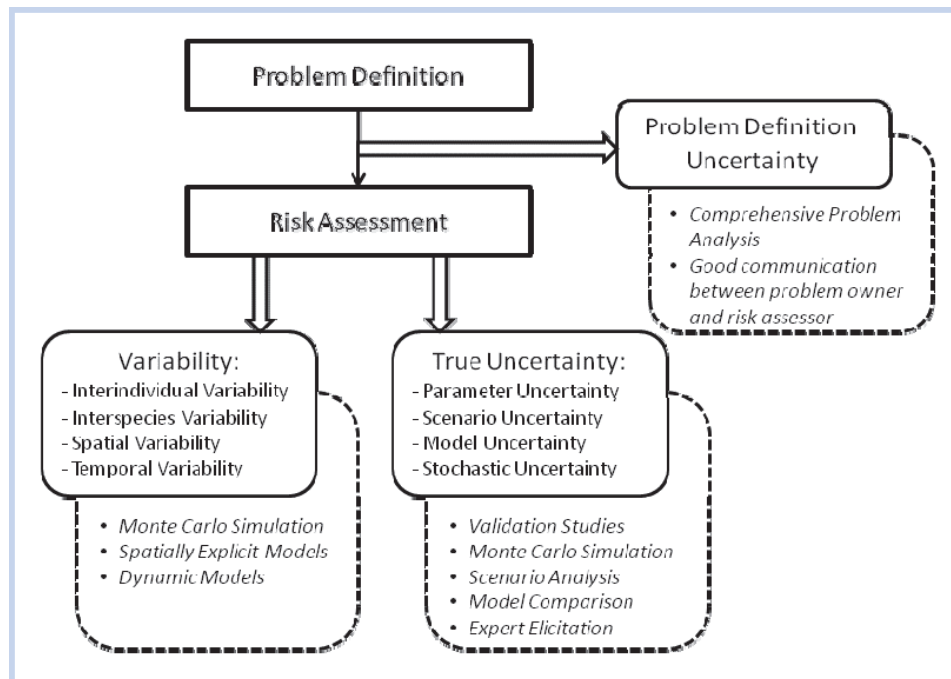 Problem Definition
Problem Definition
Uncertainty
• Comprehensive Problem
Analysis
• Good communication
between problem owner
and risk assessor
Risk Assessment
Variability:
- Interindividual Variability
- Interspecies Variability
- Spatial Variability
- Temporal Variability
• Monte Carlo Simulation
• Spatially Explicit Models
• Dynamic Models
True Uncertainty:
- Parameter Uncertainty
- Scenario Uncertainty
- Model Uncertainty
- Stochastic Uncertainty
• Validation Studies
• Monte Carlo Simulation
• Scenario Analysis
• Model Comparison
• Expert Elicitation